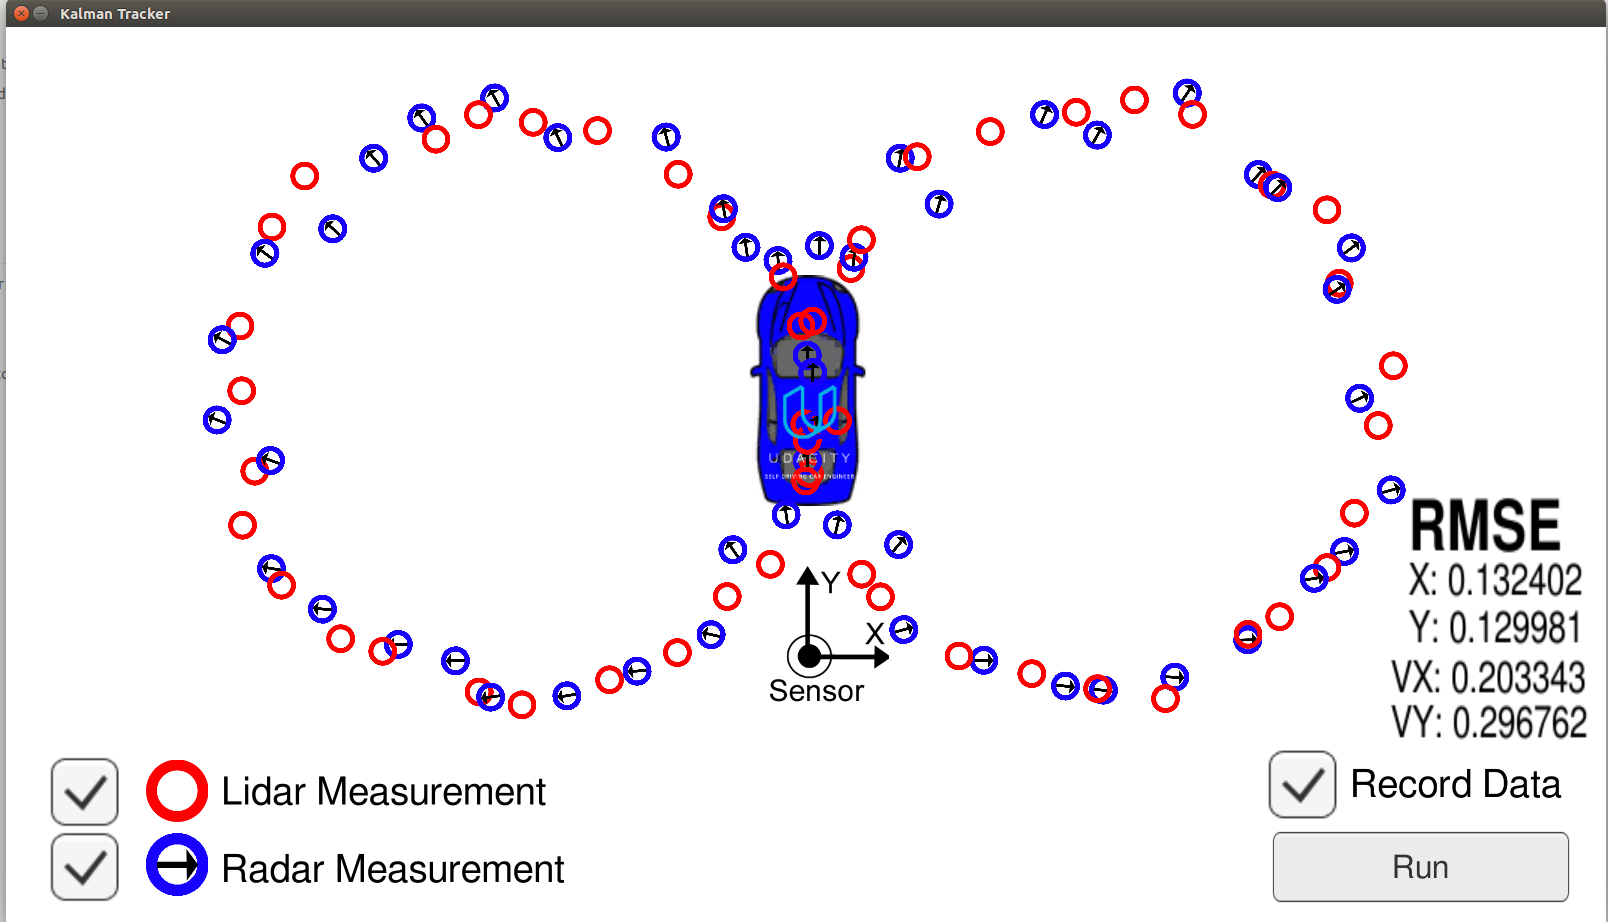 Kalman Tracker
UDACITY
SELF DRIVING CAR ENGINEER
Y
X
Sensor
RMSE
X: 0.132402
Y: 0.129981
VX: 0.203343
VY: 0.296762
Lidar Measurement
Record Data
Radar Measurement
Run